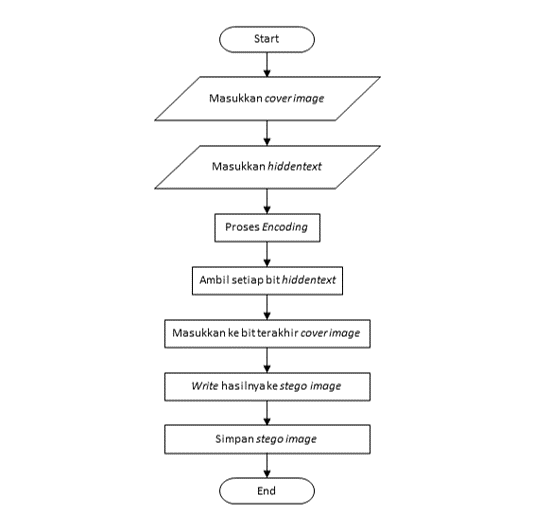 Start
Masukkan cover image
Masukkan hiddentext
Proses Encoding
Ambil setiap bit hiddentext
Masukkan ke bit terakhir cover image
Write hasilnya ke stego image
Simpan stego image
End